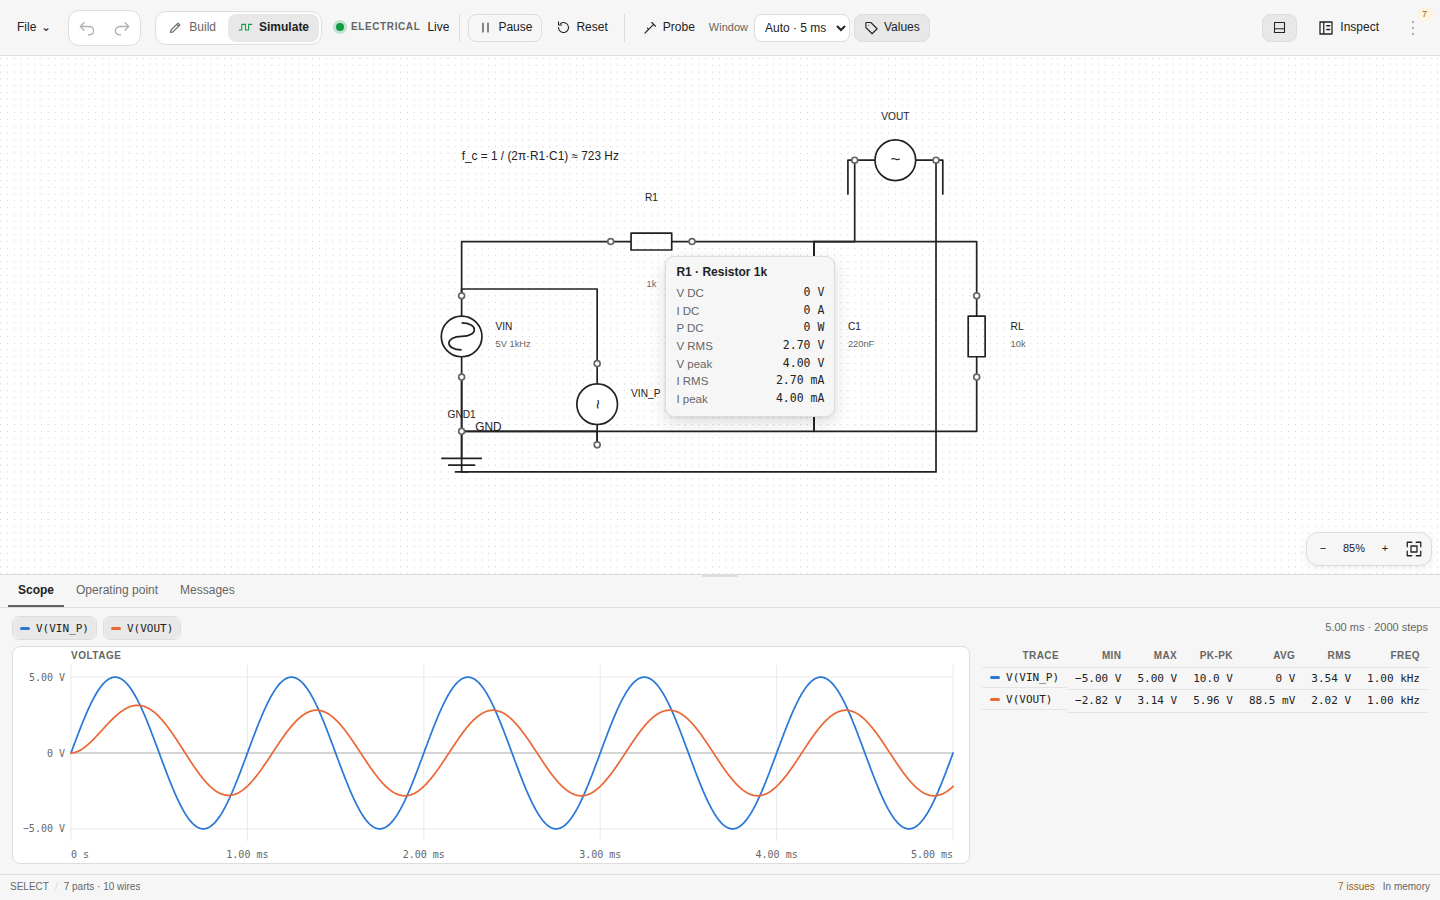 File ⌄ Build Simulate ELECTRICAL Live Pause Reset Probe Window Auto · 5 ms Values Inspect 7
VOUT
~
f_c = 1 / (2π·R1·C1) ≈ 723 Hz
R1
1k
R1 · Resistor 1k
V DC 0 V
I DC 0 A
P DC 0 W
V RMS 2.70 V
V peak 4.00 V
I RMS 2.70 mA
I peak 4.00 mA
VIN
5V 1kHz
C1
220nF
RL
10k
VIN_P
~
GND1
GND
− 85% +
Scope Operating point Messages
V(VIN_P) V(VOUT) 5.00 ms · 2000 steps
VOLTAGE
5.00 V
0 V
−5.00 V
0 s 1.00 ms 2.00 ms 3.00 ms 4.00 ms 5.00 ms
TRACE MIN MAX PK-PK AVG RMS FREQ
V(VIN_P) −5.00 V 5.00 V 10.0 V 0 V 3.54 V 1.00 kHz
V(VOUT) −2.82 V 3.14 V 5.96 V 88.5 mV 2.02 V 1.00 kHz
SELECT / 7 parts · 10 wires 7 issues In memory